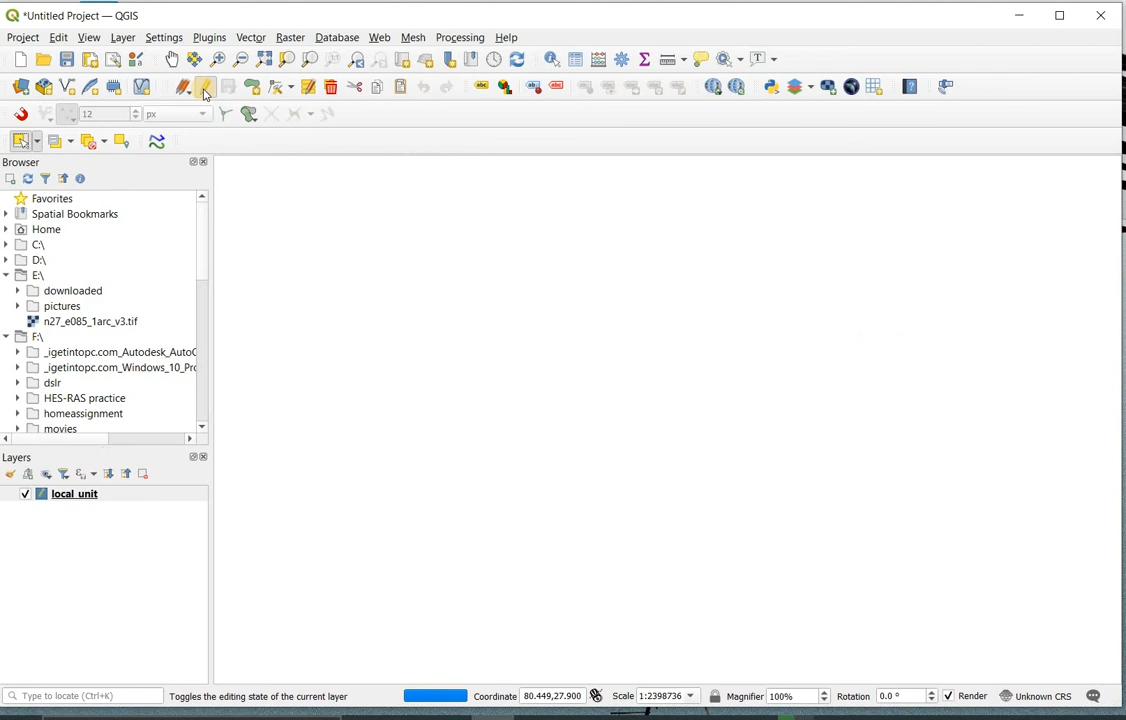 *Untitled Project — QGIS
Project Edit View Layer Settings Plugins Vector Raster Database Web Mesh Processing Help
12 px
Browser
Favorites
Spatial Bookmarks
Home
C:\
D:\
E:\
downloaded
pictures
n27_e085_1arc_v3.tif
F:\
_igetintopc.com_Autodesk_AutoC
_igetintopc.com_Windows_10_Pro
dslr
HES-RAS practice
homeassignment
movies
Layers
local unit
Type to locate (Ctrl+K) Toggles the editing state of the current layer Coordinate 80.449,27.900 Scale 1:2398736 Magnifier 100% Rotation 0.0 ° Render Unknown CRS